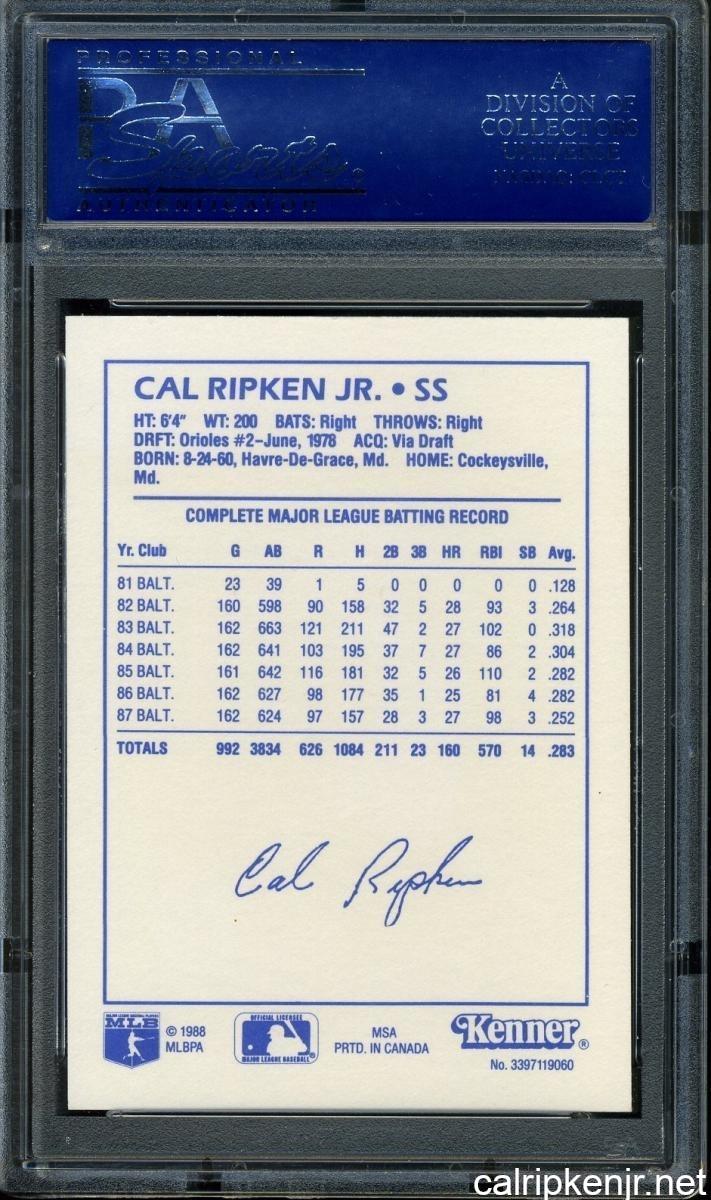 PROFESSIONAL
PSA
Sports
AUTHENTICATOR
A
DIVISION OF
COLLECTORS
UNIVERSE
NASDAQ: CLCT
CAL RIPKEN JR. • SS
HT: 6'4" WT: 200 BATS: Right THROWS: Right
DRFT: Orioles #2–June, 1978 ACQ: Via Draft
BORN: 8-24-60, Havre-De-Grace, Md. HOME: Cockeysville,
Md.
COMPLETE MAJOR LEAGUE BATTING RECORD
Yr. Club G AB R H 2B 3B HR RBI SB Avg.
81 BALT. 23 39 1 5 0 0 0 0 0 .128
82 BALT. 160 598 90 158 32 5 28 93 3 .264
83 BALT. 162 663 121 211 47 2 27 102 0 .318
84 BALT. 162 641 103 195 37 7 27 86 2 .304
85 BALT. 161 642 116 181 32 5 26 110 2 .282
86 BALT. 162 627 98 177 35 1 25 81 4 .282
87 BALT. 162 624 97 157 28 3 27 98 3 .252
TOTALS 992 3834 626 1084 211 23 160 570 14 .283
Cal Ripken
MAJOR LEAGUE BASEBALL PLAYERS
MLB
© 1988
MLBPA
OFFICIAL LICENSEE
MAJOR LEAGUE BASEBALL®
MSA
PRTD. IN CANADA
Kenner®
No. 3397119060
calripkenjr.net